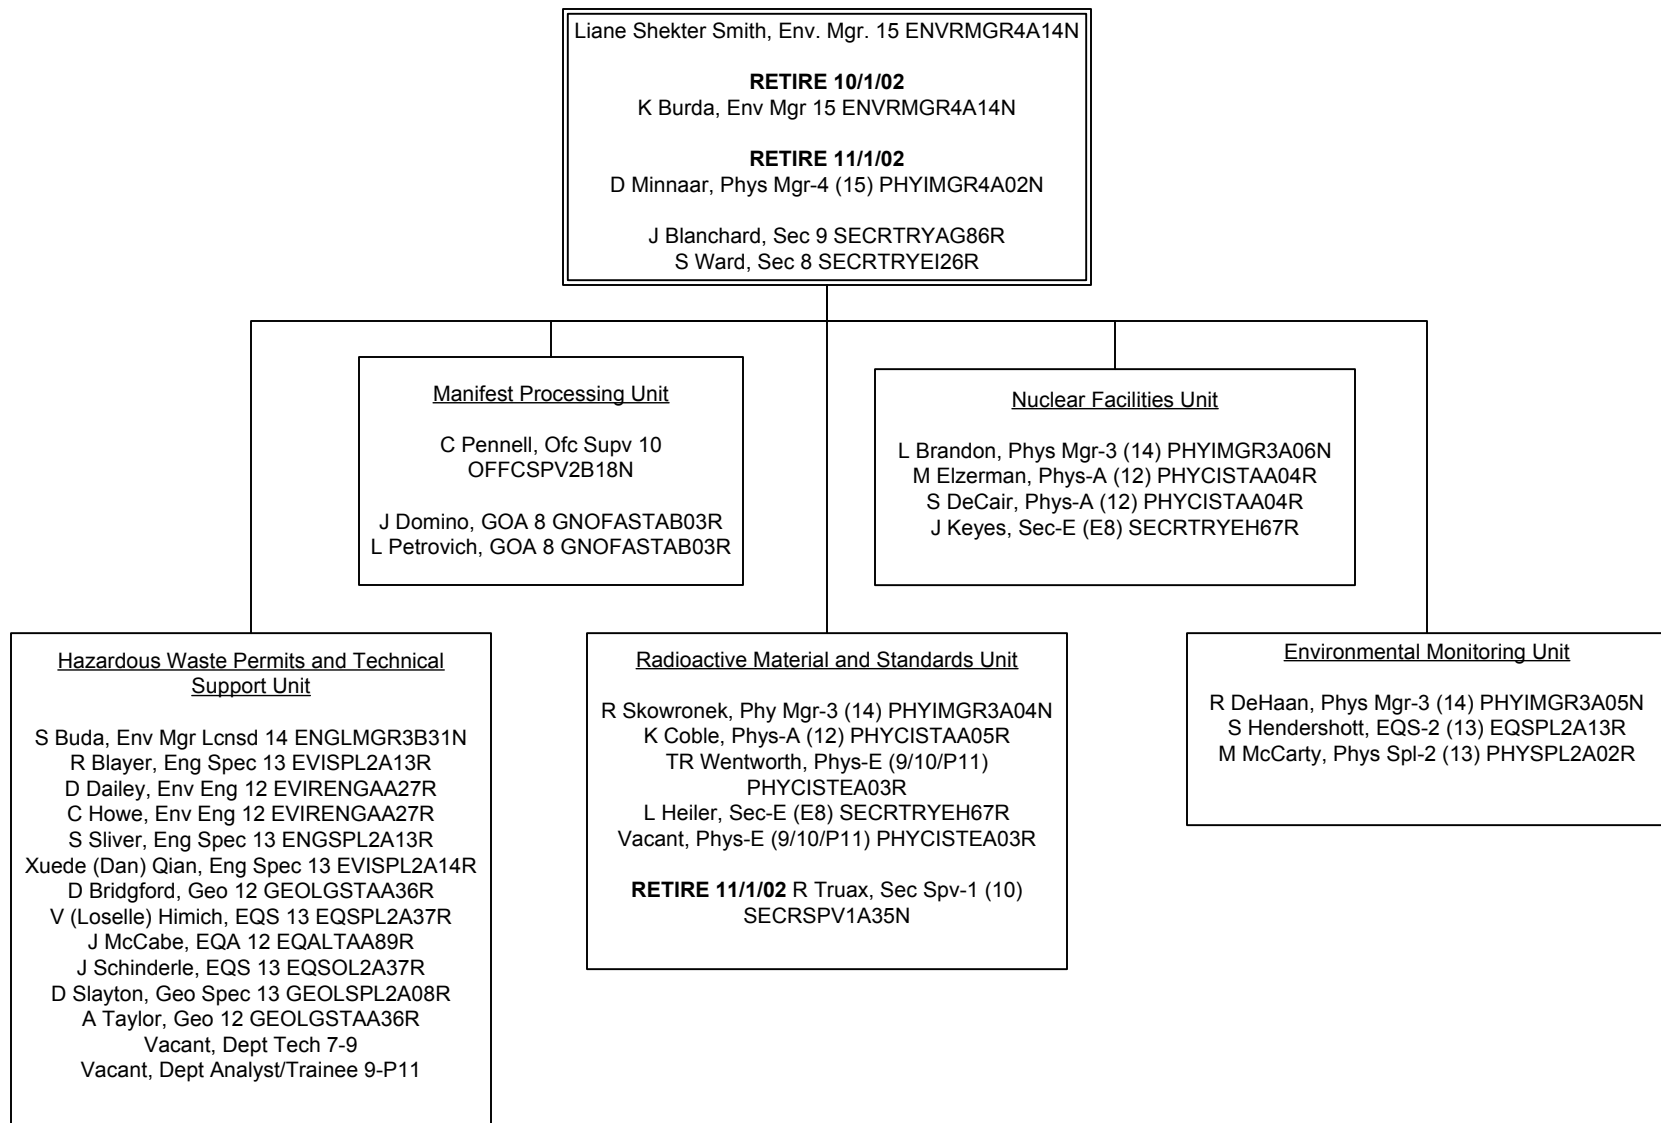 Liane Shekter Smith, Env. Mgr. 15 ENVRMGR4A14N
RETIRE 10/1/02
K Burda, Env Mgr 15 ENVRMGR4A14N
RETIRE 11/1/02
D Minnaar, Phys Mgr-4 (15) PHYIMGR4A02N
J Blanchard, Sec 9 SECRTRYAG86R
S Ward, Sec 8 SECRTRYEI26R
Manifest Processing Unit
C Pennell, Ofc Supv 10
OFFCSPV2B18N
J Domino, GOA 8 GNOFASTAB03R
L Petrovich, GOA 8 GNOFASTAB03R
Nuclear Facilities Unit
L Brandon, Phys Mgr-3 (14) PHYIMGR3A06N
M Elzerman, Phys-A (12) PHYCISTAA04R
S DeCair, Phys-A (12) PHYCISTAA04R
J Keyes, Sec-E (E8) SECRTRYEH67R
Hazardous Waste Permits and Technical
Support Unit
S Buda, Env Mgr Lcnsd 14 ENGLMGR3B31N
R Blayer, Eng Spec 13 EVISPL2A13R
D Dailey, Env Eng 12 EVIRENGAA27R
C Howe, Env Eng 12 EVIRENGAA27R
S Sliver, Eng Spec 13 ENGSPL2A13R
Xuede (Dan) Qian, Eng Spec 13 EVISPL2A14R
D Bridgford, Geo 12 GEOLGSTAA36R
V (Loselle) Himich, EQS 13 EQSPL2A37R
J McCabe, EQA 12 EQALTAA89R
J Schinderle, EQS 13 EQSOL2A37R
D Slayton, Geo Spec 13 GEOLSPL2A08R
A Taylor, Geo 12 GEOLGSTAA36R
Vacant, Dept Tech 7-9
Vacant, Dept Analyst/Trainee 9-P11
Radioactive Material and Standards Unit
R Skowronek, Phy Mgr-3 (14) PHYIMGR3A04N
K Coble, Phys-A (12) PHYCISTAA05R
TR Wentworth, Phys-E (9/10/P11)
PHYCISTEA03R
L Heiler, Sec-E (E8) SECRTRYEH67R
Vacant, Phys-E (9/10/P11) PHYCISTEA03R
RETIRE 11/1/02 R Truax, Sec Spv-1 (10)
SECRSPV1A35N
Environmental Monitoring Unit
R DeHaan, Phys Mgr-3 (14) PHYIMGR3A05N
S Hendershott, EQS-2 (13) EQSPL2A13R
M McCarty, Phys Spl-2 (13) PHYSPL2A02R